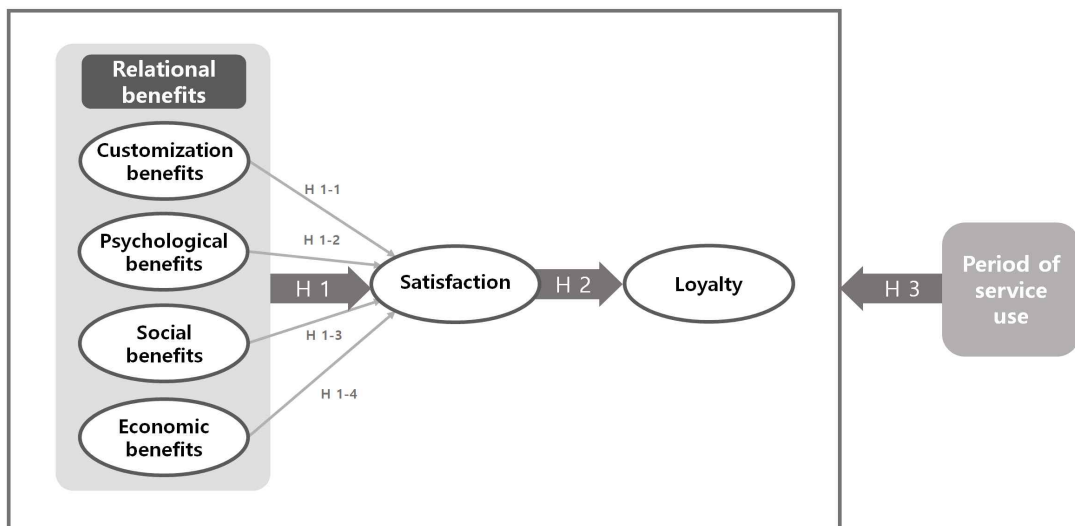 Relational
benefits
Customization
benefits
H 1-1
Psychological
benefits
H 1-2
H 1
Satisfaction
H 2
Loyalty
H 3
Period of
service
use
Social
benefits
H 1-3
H 1-4
Economic
benefits